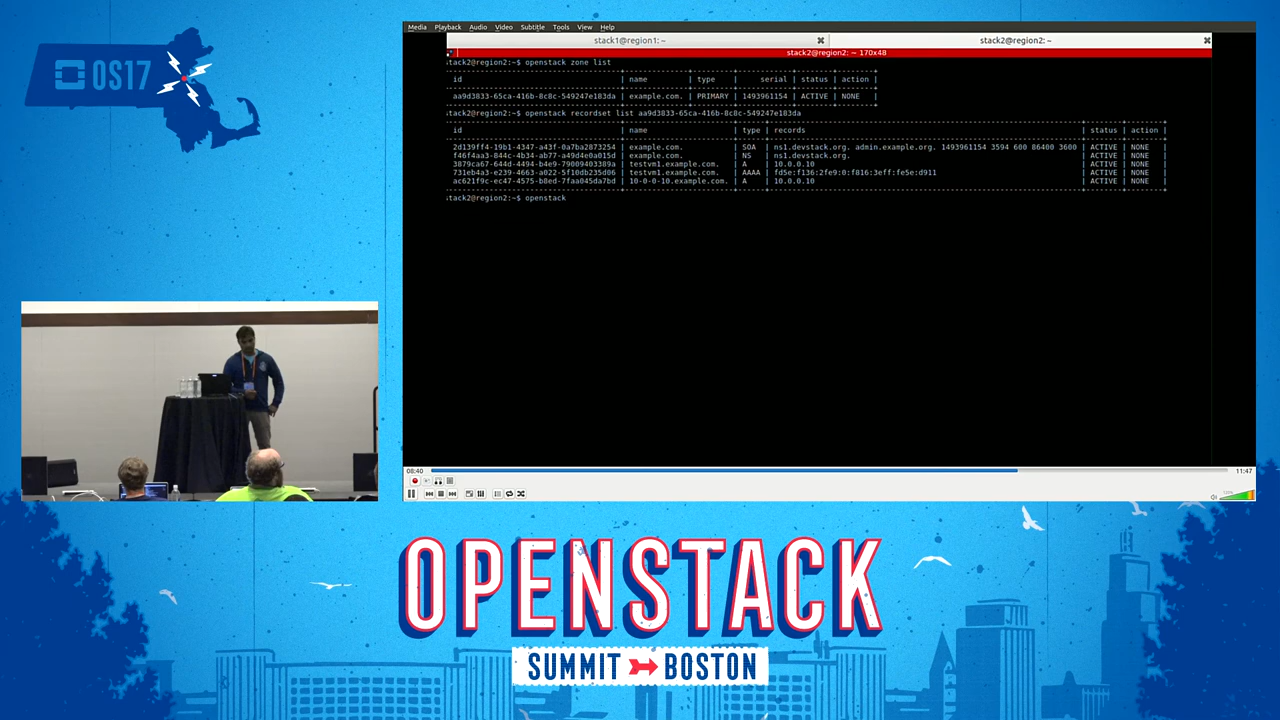 OS17
Media Playback Audio Video Subtitle Tools View Help
stack1@region1: ~
stack2@region2: ~
stack2@region2: ~ 170x48
stack2@region2:~$ openstack zone list
id | name | type | serial | status | action |
aa9d3833-65ca-416b-8c8c-549247e183da | example.com. | PRIMARY | 1493961154 | ACTIVE | NONE |
stack2@region2:~$ openstack recordset list aa9d3833-65ca-416b-8c8c-549247e183da
id | name | type | records | status | action |
2d139ff4-19b1-4347-a43f-0a7ba2873254 | example.com. | SOA | ns1.devstack.org. admin.example.org. 1493961154 3594 600 86400 3600 | ACTIVE | NONE |
f46f4aa3-844c-4b34-ab77-a49d4e0a015d | example.com. | NS | ns1.devstack.org. | ACTIVE | NONE |
3879ca67-644d-4494-b4e9-79009403389a | testvm1.example.com. | A | 10.0.0.10 | ACTIVE | NONE |
731eb4a3-e239-4663-a022-5f10db235d06 | testvm1.example.com. | AAAA | fd5e:f136:2fe9:0:f816:3eff:fe5e:d911 | ACTIVE | NONE |
ac621f9c-ec47-4575-b8ed-7faa045da7bd | 10-0-0-10.example.com. | A | 10.0.0.10 | ACTIVE | NONE |
stack2@region2:~$ openstack
08:40
11:47
OPENSTACK
SUMMIT BOSTON